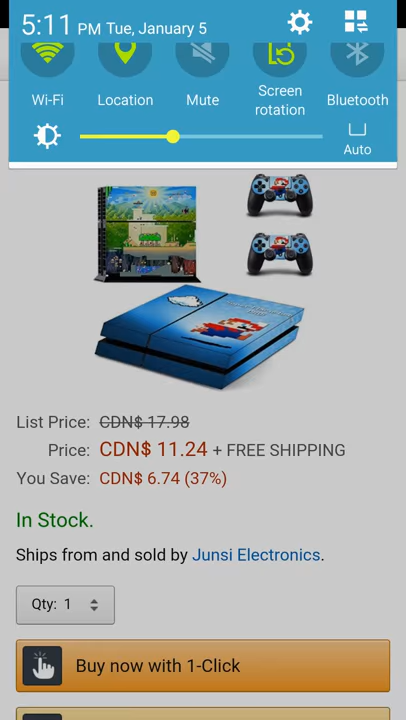 5:11 PM Tue, January 5
Wi-Fi
Location
Mute
Screen rotation
Bluetooth
Auto
List Price: CDN$ 17.98
Price: CDN$ 11.24 + FREE SHIPPING
You Save: CDN$ 6.74 (37%)
In Stock.
Ships from and sold by Junsi Electronics.
Qty: 1
Buy now with 1-Click